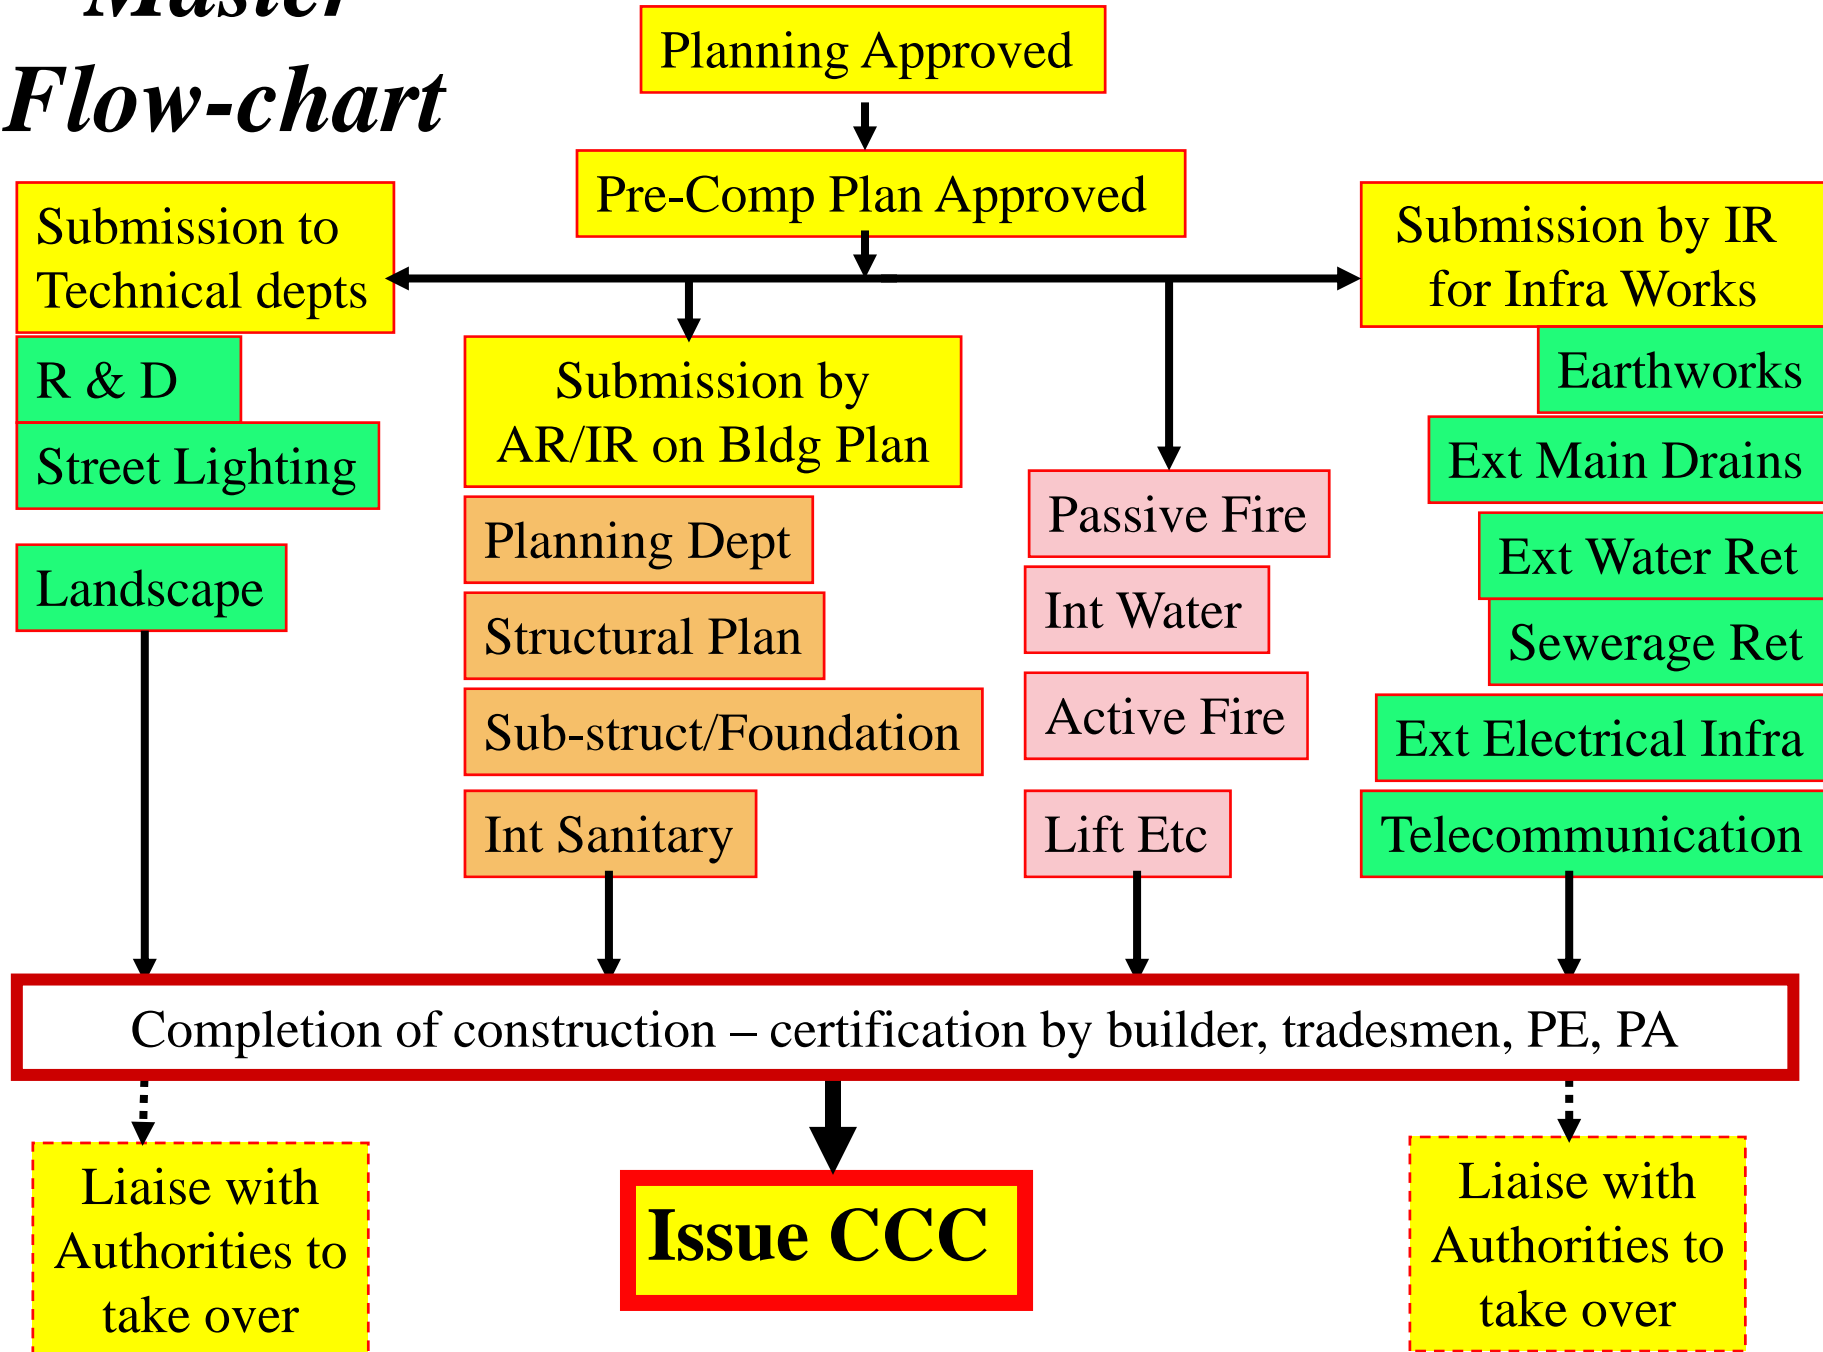 Master
Flow-chart
Planning Approved
Pre-Comp Plan Approved
Submission to
Technical depts
R & D
Street Lighting
Landscape
Submission by
AR/IR on Bldg Plan
Planning Dept
Structural Plan
Sub-struct/Foundation
Int Sanitary
Passive Fire
Int Water
Active Fire
Lift Etc
Submission by IR
for Infra Works
Earthworks
Ext Main Drains
Ext Water Ret
Sewerage Ret
Ext Electrical Infra
Telecommunication
Completion of construction – certification by builder, tradesmen, PE, PA
Liaise with
Authorities to
take over
Issue CCC
Liaise with
Authorities to
take over